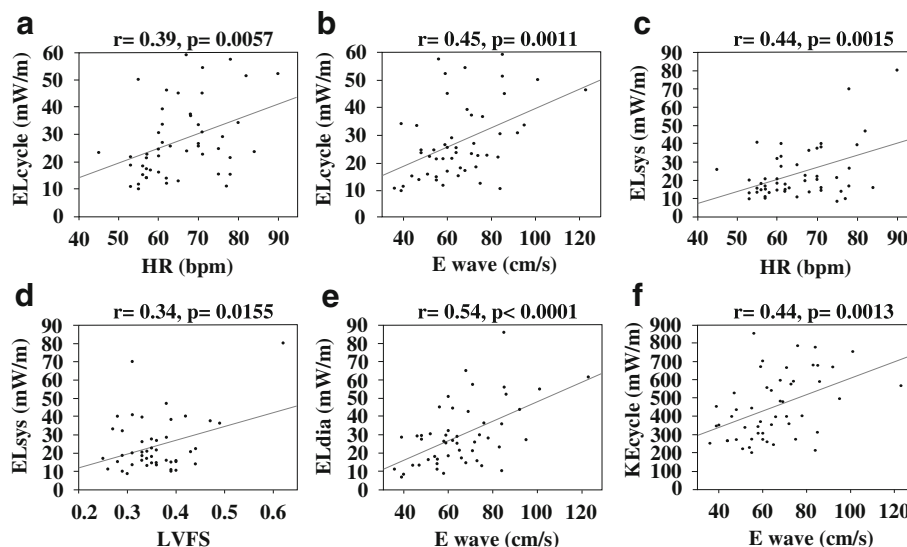 a
r= 0.39, p= 0.0057
ELcycle (mW/m)
60
50
40
30
20
10
0
40 50 60 70 80 90
HR (bpm)
b
r= 0.45, p= 0.0011
ELcycle (mW/m)
60
50
40
30
20
10
0
40 60 80 100 120
E wave (cm/s)
c
r= 0.44, p= 0.0015
ELsys (mW/m)
90
80
70
60
50
40
30
20
10
0
40 50 60 70 80 90
HR (bpm)
d
r= 0.34, p= 0.0155
ELsys (mW/m)
90
80
70
60
50
40
30
20
10
0
0.2 0.3 0.4 0.5 0.6
LVFS
e
r= 0.54, p< 0.0001
ELdia (mW/m)
90
80
70
60
50
40
30
20
10
0
40 60 80 100 120
E wave (cm/s)
f
r= 0.44, p= 0.0013
KEcycle (mW/m)
900
800
700
600
500
400
300
200
100
0
40 60 80 100 120
E wave (cm/s)